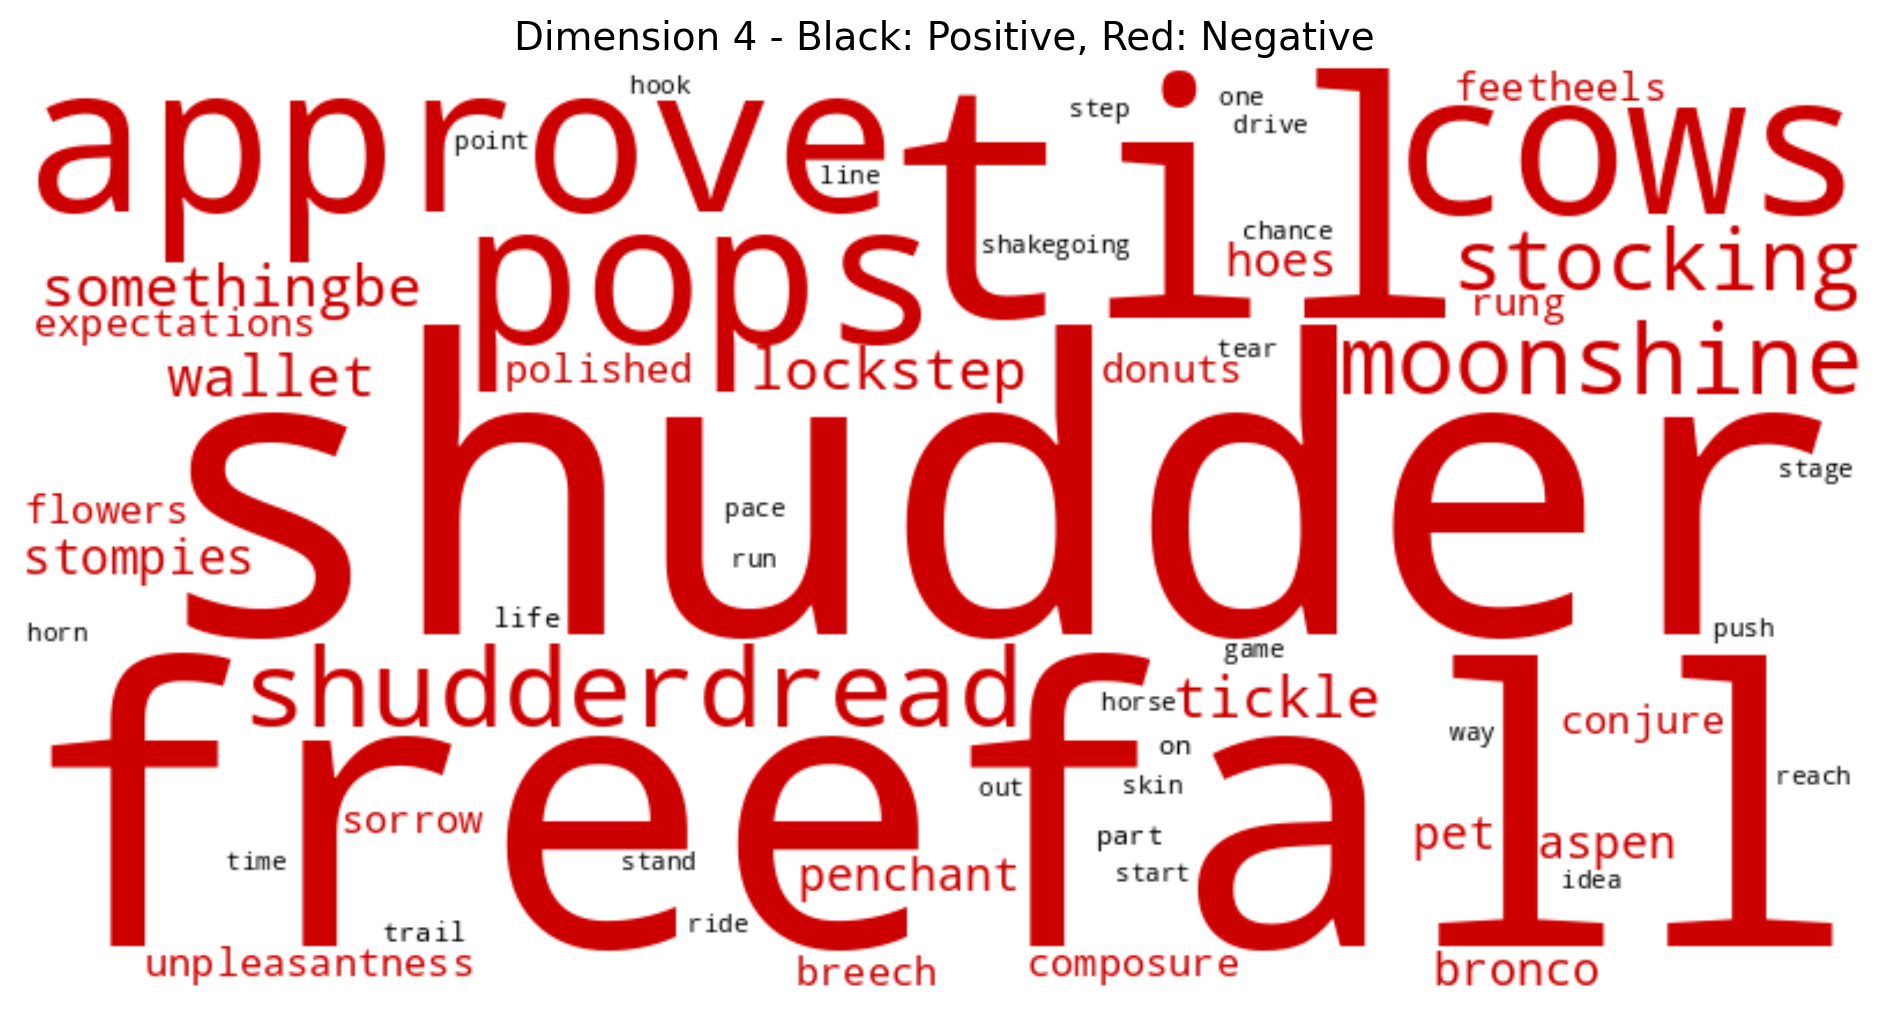 Dimension 4 - Black: Positive, Red: Negative
approve
hook
til
step
one
drive
feetheels
cows
point
line
pops
shakegoing
chance
hoes
stocking
somethingbe
expectations
rung
wallet
polished
lockstep
donuts
tear
moonshine
shudder
stage
flowers
stompies
pace
run
life
horn
push
game
freefall
shudderdread
horse
tickle
on
way
conjure
out
skin
reach
sorrow
part
pet
aspen
time
stand
penchant
start
idea
trail
ride
unpleasantness
breech
composure
bronco